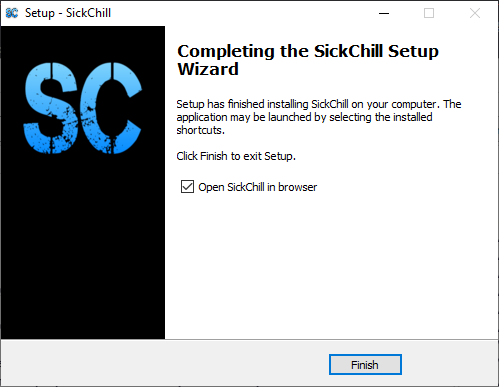 SC Setup - SickChill
SC
Completing the SickChill Setup
Wizard
Setup has finished installing SickChill on your computer. The
application may be launched by selecting the installed
shortcuts.
Click Finish to exit Setup.
Open SickChill in browser
Finish